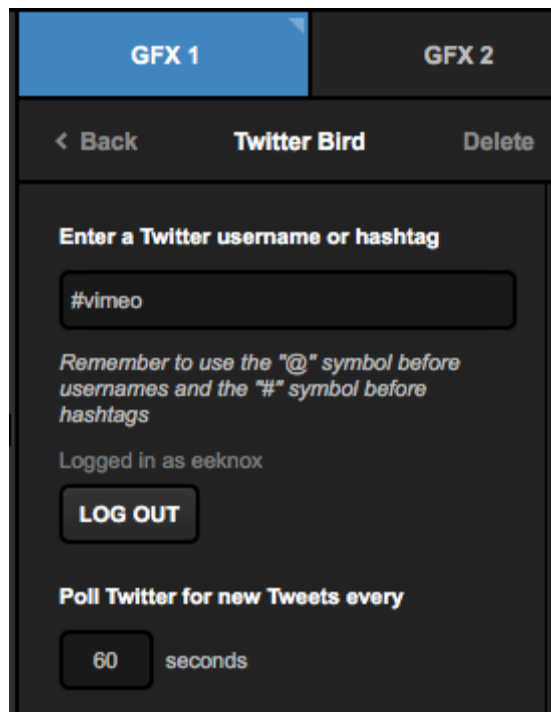 GFX 1 GFX 2
< Back Twitter Bird Delete
Enter a Twitter username or hashtag
#vimeo
Remember to use the "@" symbol before
usernames and the "#" symbol before
hashtags
Logged in as eeknox
LOG OUT
Poll Twitter for new Tweets every
60 seconds